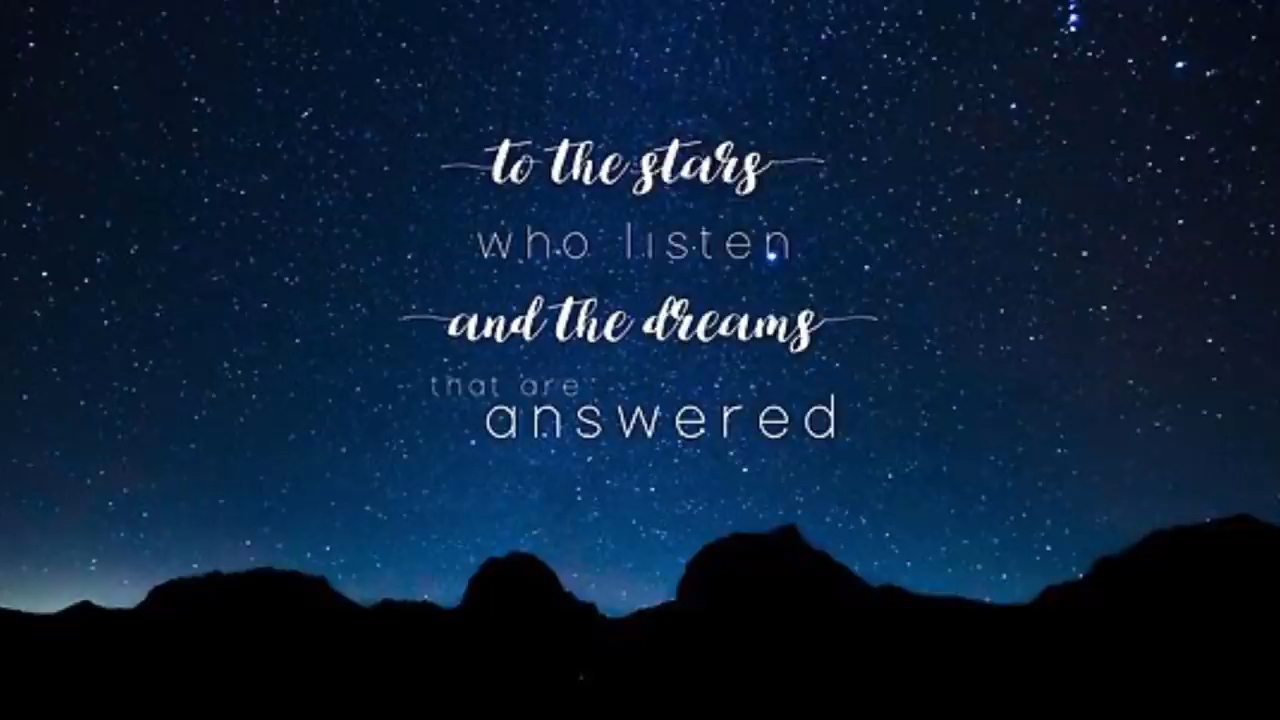 to the stars
who listen
and the dreams
that are
answered